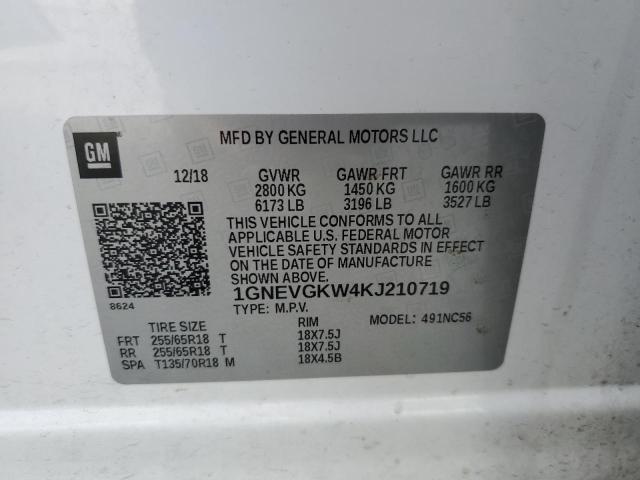 GM
MFD BY GENERAL MOTORS LLC
12/18 GVWR GAWR FRT GAWR RR
2800 KG 1450 KG 1600 KG
6173 LB 3196 LB 3527 LB
THIS VEHICLE CONFORMS TO ALL
APPLICABLE U.S. FEDERAL MOTOR
VEHICLE SAFETY STANDARDS IN EFFECT
ON THE DATE OF MANUFACTURE
SHOWN ABOVE.
8624
1GNEVGKW4KJ210719
TYPE: M.P.V. MODEL: 491NC56
TIRE SIZE RIM
FRT 255/65R18 T 18X7.5J
RR 255/65R18 T 18X7.5J
SPA T135/70R18 M 18X4.5B